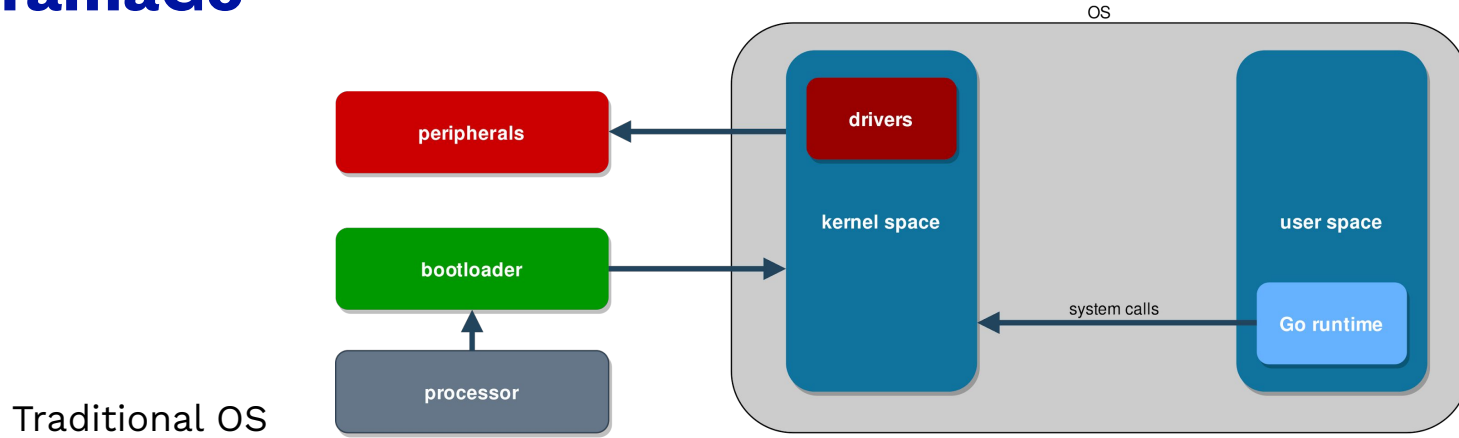 OS
drivers
peripherals
kernel space
user space
bootloader
system calls
Go runtime
processor
Traditional OS